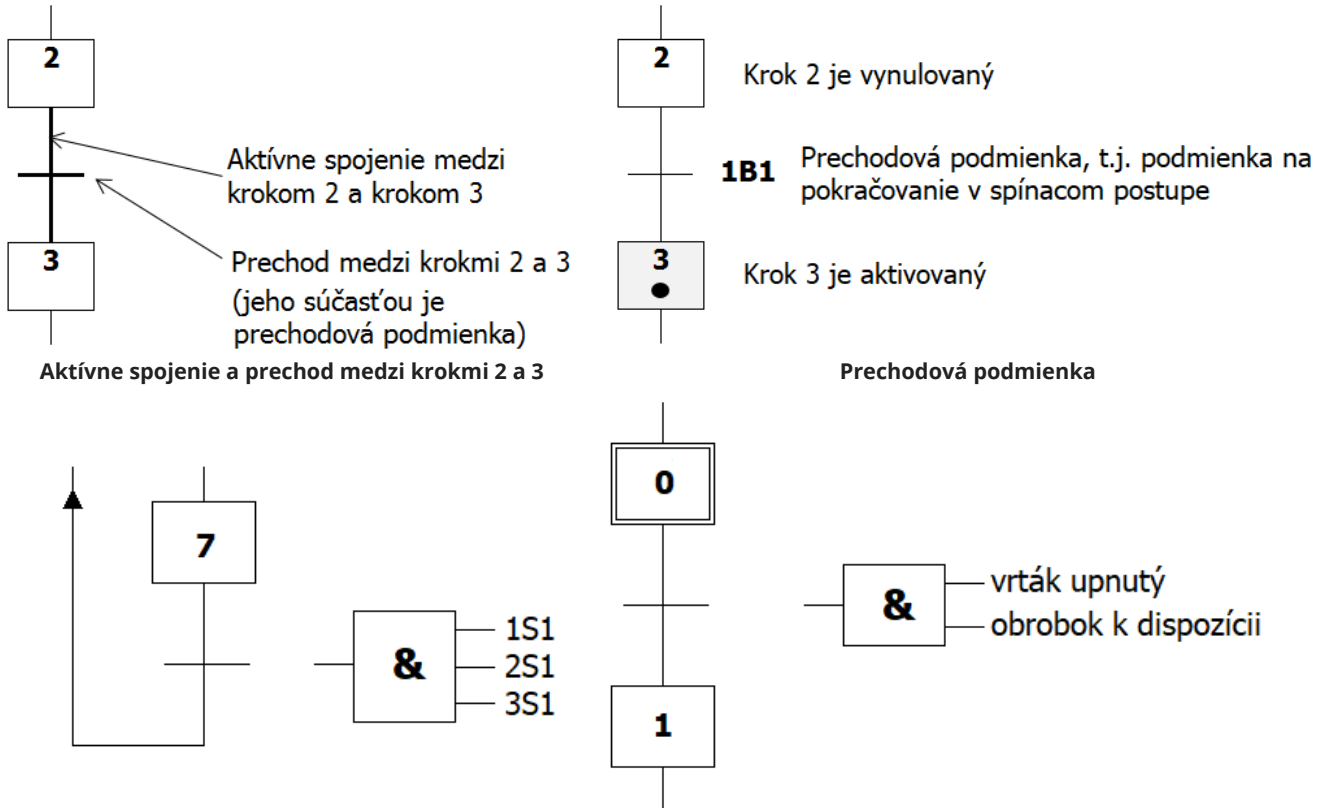 2
Aktívne spojenie medzi
krokom 2 a krokom 3
3
Prechod medzi krokmi 2 a 3
(jeho súčasťou je
prechodová podmienka)
Aktívne spojenie a prechod medzi krokmi 2 a 3
2
Krok 2 je vynulovaný
1B1
Prechodová podmienka, t.j. podmienka na
pokračovanie v spínacom postupe
3
Krok 3 je aktivovaný
Prechodová podmienka
7
&
1S1
2S1
3S1
0
&
vrták upnutý
obrobok k dispozícii
1